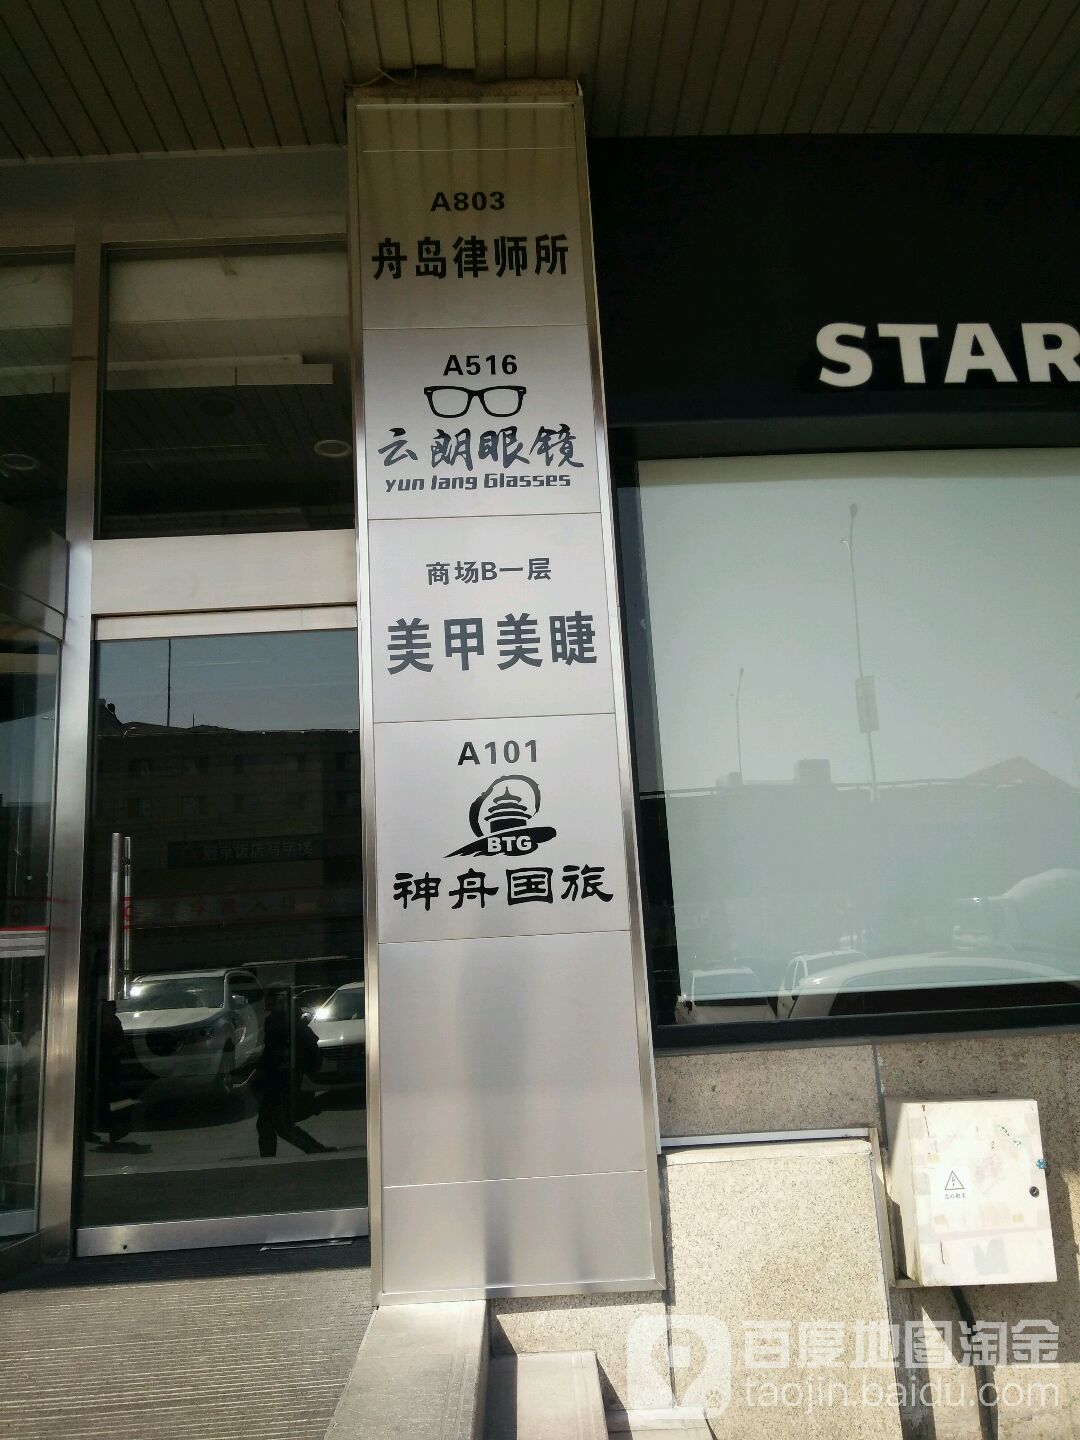 A803
舟岛律师所
STAR
A516
云朗眼镜
yun lang Glasses
商场B一层
美甲美睫
A101
BTG
神舟国旅
百度地图淘金
taojin.baidu.com